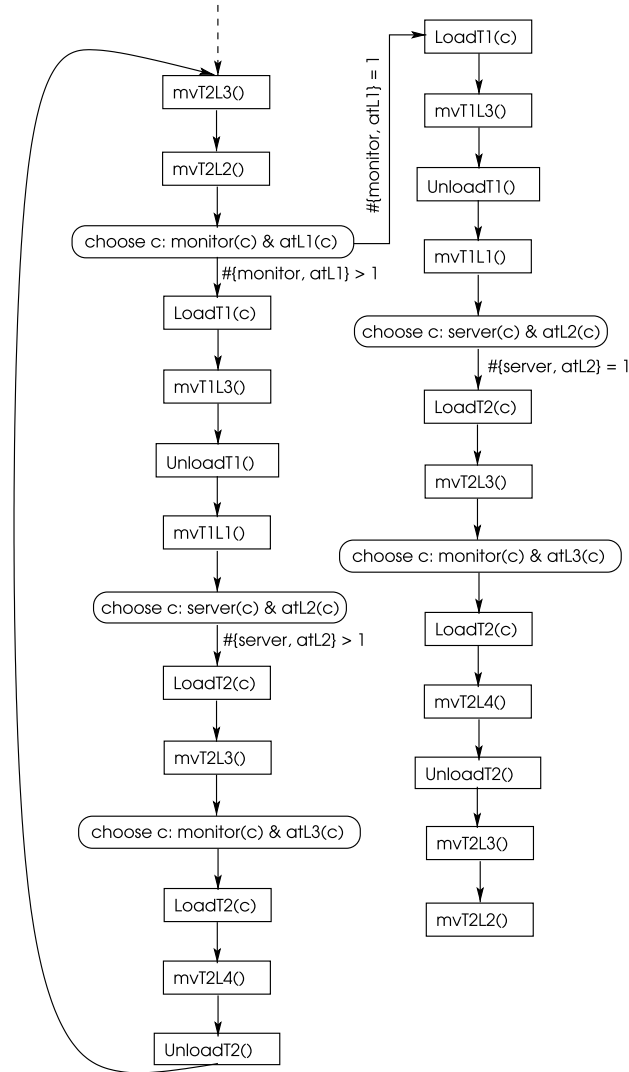 mvT2L3()
mvT2L2()
choose c: monitor(c) & atL1(c)
#{monitor, atL1} > 1
LoadT1(c)
mvT1L3()
UnloadT1()
mvT1L1()
choose c: server(c) & atL2(c)
#{server, atL2} > 1
LoadT2(c)
mvT2L3()
choose c: monitor(c) & atL3(c)
LoadT2(c)
mvT2L4()
UnloadT2()
#{monitor, atL1} = 1
LoadT1(c)
mvT1L3()
UnloadT1()
mvT1L1()
choose c: server(c) & atL2(c)
#{server, atL2} = 1
LoadT2(c)
mvT2L3()
choose c: monitor(c) & atL3(c)
LoadT2(c)
mvT2L4()
UnloadT2()
mvT2L3()
mvT2L2()